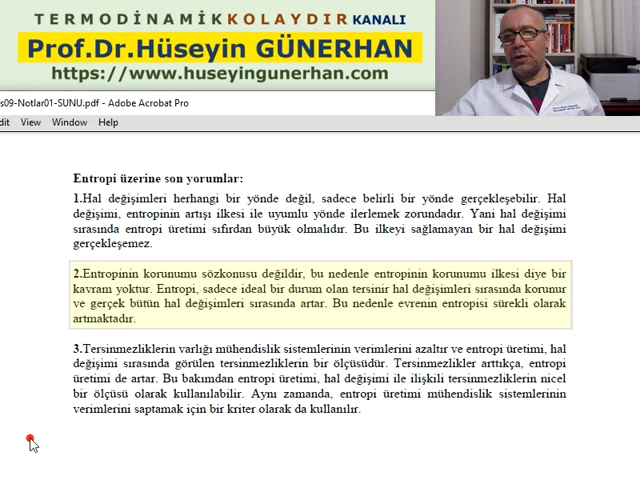 TERMODİNAMİKKOLAYDIR KANALI
Prof.Dr.Hüseyin GÜNERHAN
https://www.huseyingunerhan.com
s09-Notlar01-SUNU.pdf - Adobe Acrobat Pro
dit View Window Help
Entropi üzerine son yorumlar:
1.Hal değişimleri herhangi bir yönde değil, sadece belirli bir yönde gerçekleşebilir. Hal
değişimi, entropinin artışı ilkesi ile uyumlu yönde ilerlemek zorundadır. Yani hal değişimi
sırasında entropi üretimi sıfırdan büyük olmalıdır. Bu ilkeyi sağlamayan bir hal değişimi
gerçekleşemez.
2.Entropinin korunumu sözkonusu değildir, bu nedenle entropinin korunumu ilkesi diye bir
kavram yoktur. Entropi, sadece ideal bir durum olan tersinir hal değişimleri sırasında korunur
ve gerçek bütün hal değişimleri sırasında artar. Bu nedenle evrenin entropisi sürekli olarak
artmaktadır.
3.Tersinmezliklerin varlığı mühendislik sistemlerinin verimlerini azaltır ve entropi üretimi, hal
değişimi sırasında görülen tersinmezliklerin bir ölçüsüdür. Tersinmezlikler arttıkça, entropi
üretimi de artar. Bu bakımdan entropi üretimi, hal değişimi ile ilişkili tersinmezliklerin nicel
bir ölçüsü olarak kullanılabilir. Aynı zamanda, entropi üretimi mühendislik sistemlerinin
verimlerini saptamak için bir kriter olarak da kullanılır.